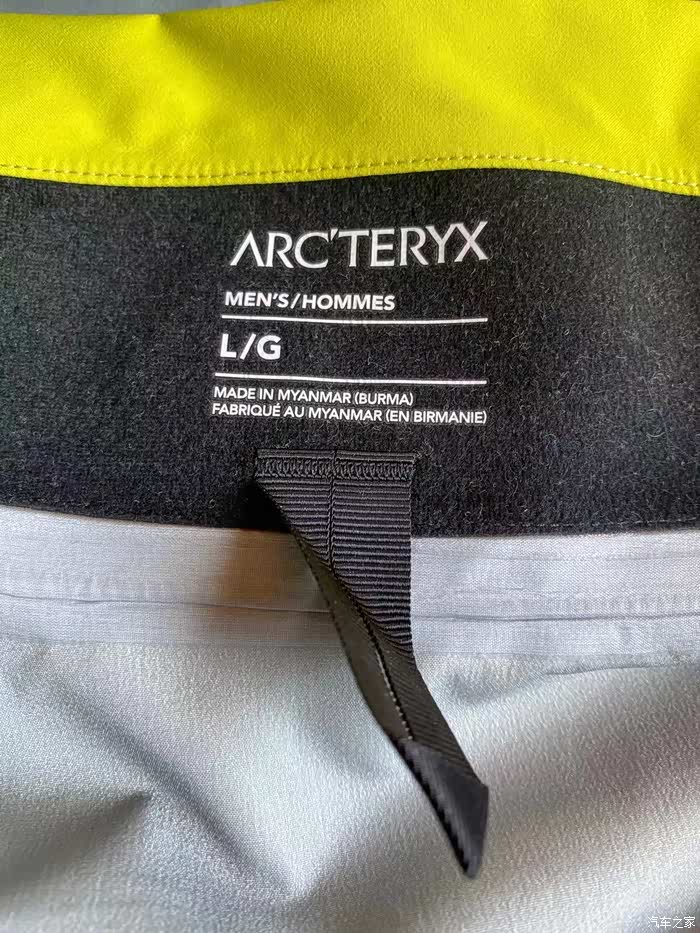 ARC'TERYX
MEN'S/HOMMES
L/G
MADE IN MYANMAR (BURMA)
FABRIQUÉ AU MYANMAR (EN BIRMANIE)
汽车之家